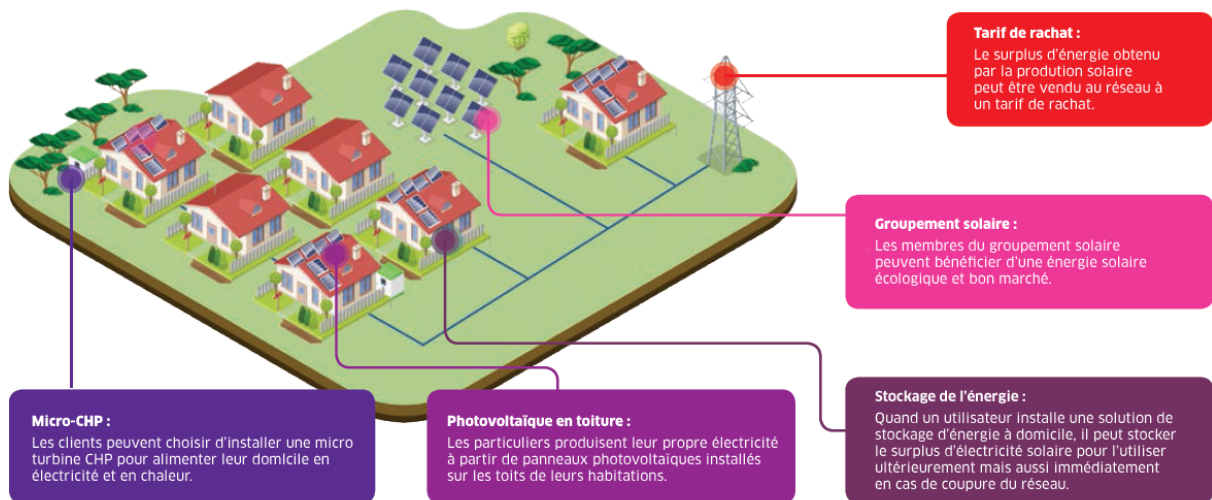 Tarif de rachat :
Le surplus d'énergie obtenu
par la prodution solaire
peut être vendu au réseau à
un tarif de rachat.
Groupement solaire :
Les membres du groupement solaire
peuvent bénéficier d'une énergie solaire
écologique et bon marché.
Micro-CHP :
Les clients peuvent choisir d'installer une micro
turbine CHP pour alimenter leur domIcile en
électricité et en chaleur.
Photovoltaïque en toiture :
Les particuliers produisent leur propre électricité
à partir de panneaux photovoltaïques installés
sur les toits de leurs habitations.
Stockage de l'énergie :
Quand un utilisateur installe une solution de
stockage d'énergie à domicile, il peut stocker
le surplus d'électricité solaire pour l'utiliser
ultérieurement mais aussi immédiatement
en cas de coupure du réseau.